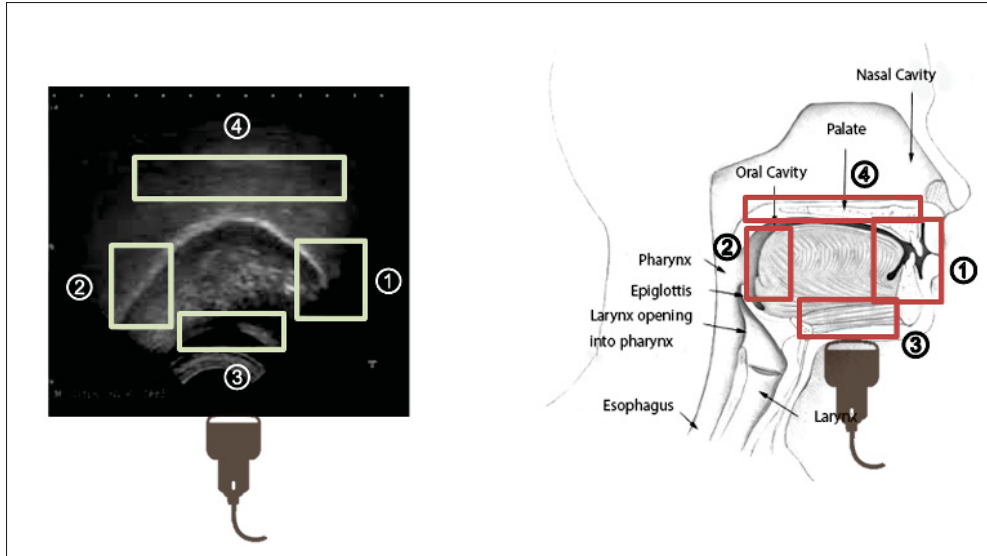 ④
②
①
③
Nasal Cavity
Palate
④
Oral Cavity
②
①
Pharynx
Epiglottis
Larynx opening
into pharynx
③
Esophagus
Larynx